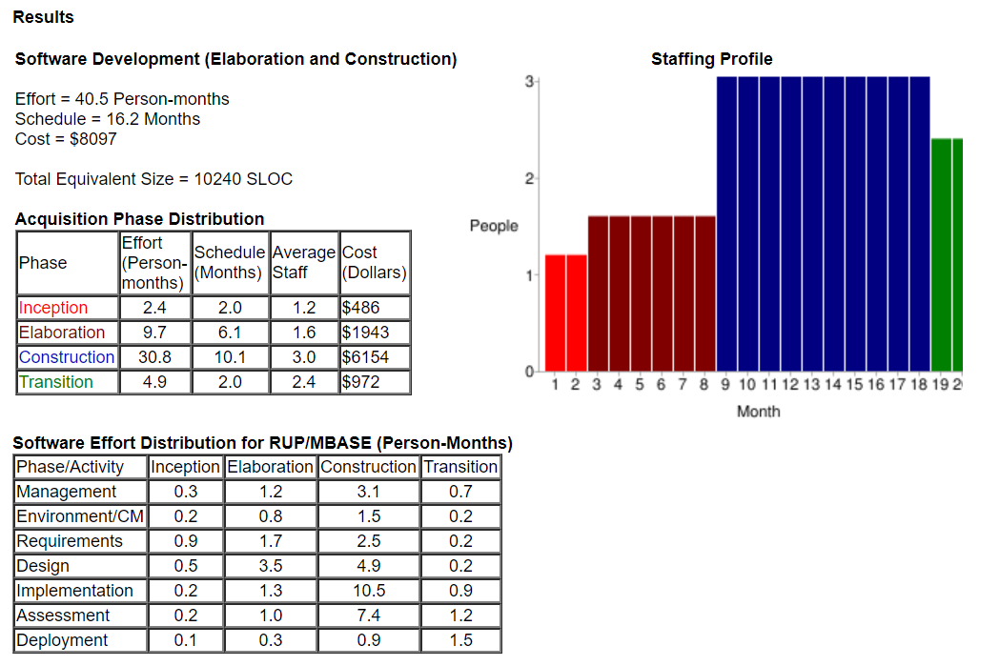 Results
Software Development (Elaboration and Construction)
Effort = 40.5 Person-months
Schedule = 16.2 Months
Cost = $8097
Total Equivalent Size = 10240 SLOC
Acquisition Phase Distribution
Phase Effort (Person-months) Schedule (Months) Average Staff Cost (Dollars)
Inception 2.4 2.0 1.2 $486
Elaboration 9.7 6.1 1.6 $1943
Construction 30.8 10.1 3.0 $6154
Transition 4.9 2.0 2.4 $972
Staffing Profile
3
2
People
1
0
1 2 3 4 5 6 7 8 9 10 11 12 13 14 15 16 17 18 19 2
Month
Software Effort Distribution for RUP/MBASE (Person-Months)
Phase/Activity Inception Elaboration Construction Transition
Management 0.3 1.2 3.1 0.7
Environment/CM 0.2 0.8 1.5 0.2
Requirements 0.9 1.7 2.5 0.2
Design 0.5 3.5 4.9 0.2
Implementation 0.2 1.3 10.5 0.9
Assessment 0.2 1.0 7.4 1.2
Deployment 0.1 0.3 0.9 1.5